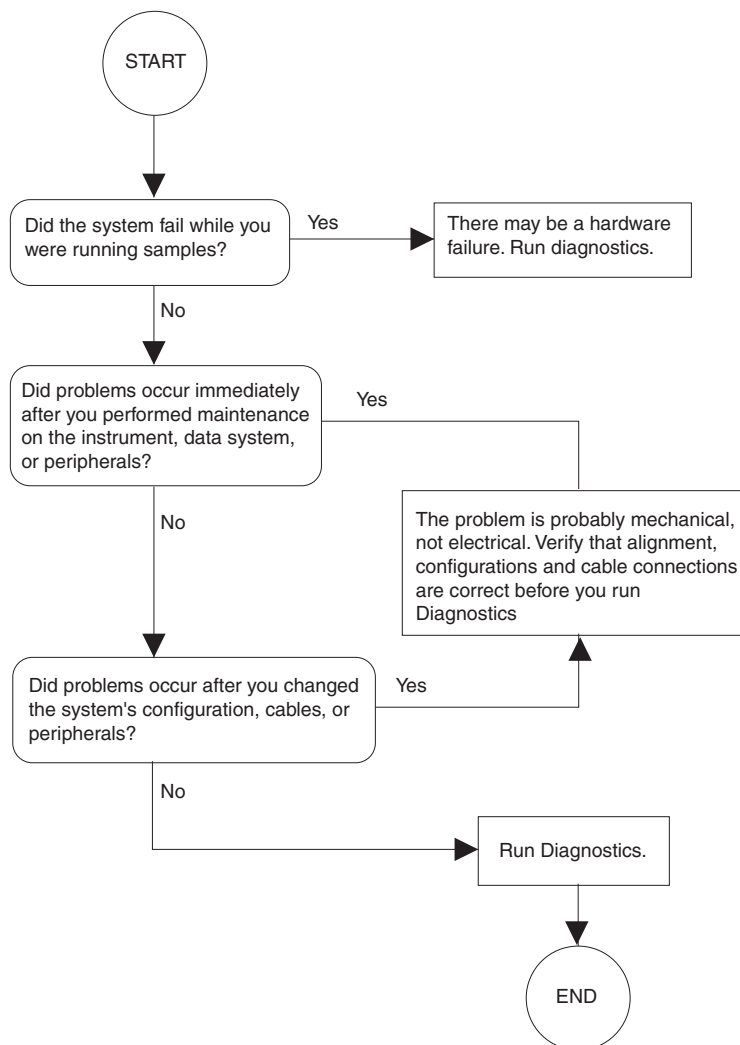 START
Did the system fail while you
were running samples?
Yes
There may be a hardware
failure. Run diagnostics.
No
Did problems occur immediately
after you performed maintenance
on the instrument, data system,
or peripherals?
Yes
No
The problem is probably mechanical,
not electrical. Verify that alignment,
configurations and cable connections
are correct before you run
Diagnostics
Did problems occur after you changed
the system's configuration, cables, or
peripherals?
Yes
No
Run Diagnostics.
END